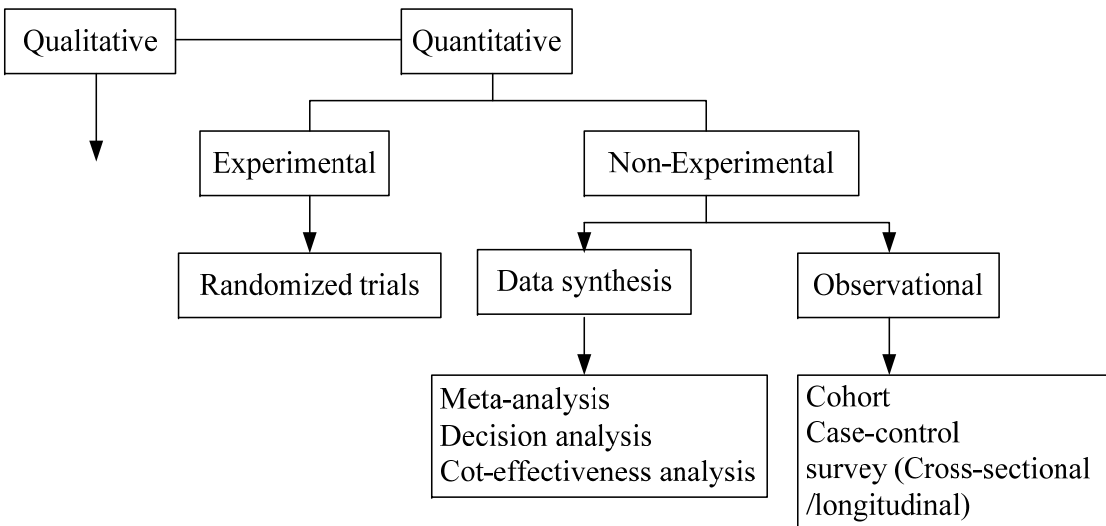 Qualitative
Quantitative
Experimental
Non-Experimental
Randomized trials
Data synthesis
Observational
Meta-analysis
Decision analysis
Cot-effectiveness analysis
Cohort
Case-control
survey (Cross-sectional
/longitudinal)